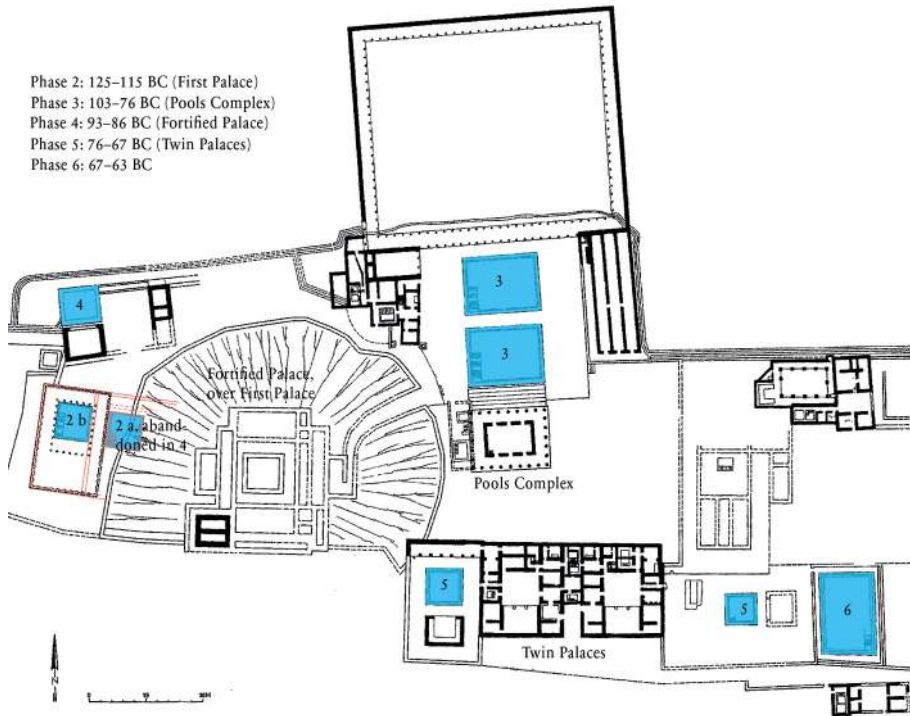 Phase 2: 125–115 BC (First Palace)
Phase 3: 103–76 BC (Pools Complex)
Phase 4: 93–86 BC (Fortified Palace)
Phase 5: 76–67 BC (Twin Palaces)
Phase 6: 67–63 BC
3
4
3
Fortified Palace,
over First Palace
2 b
2 a, aban-
doned in 4
Pools Complex
5
5
6
Twin Palaces
N
0